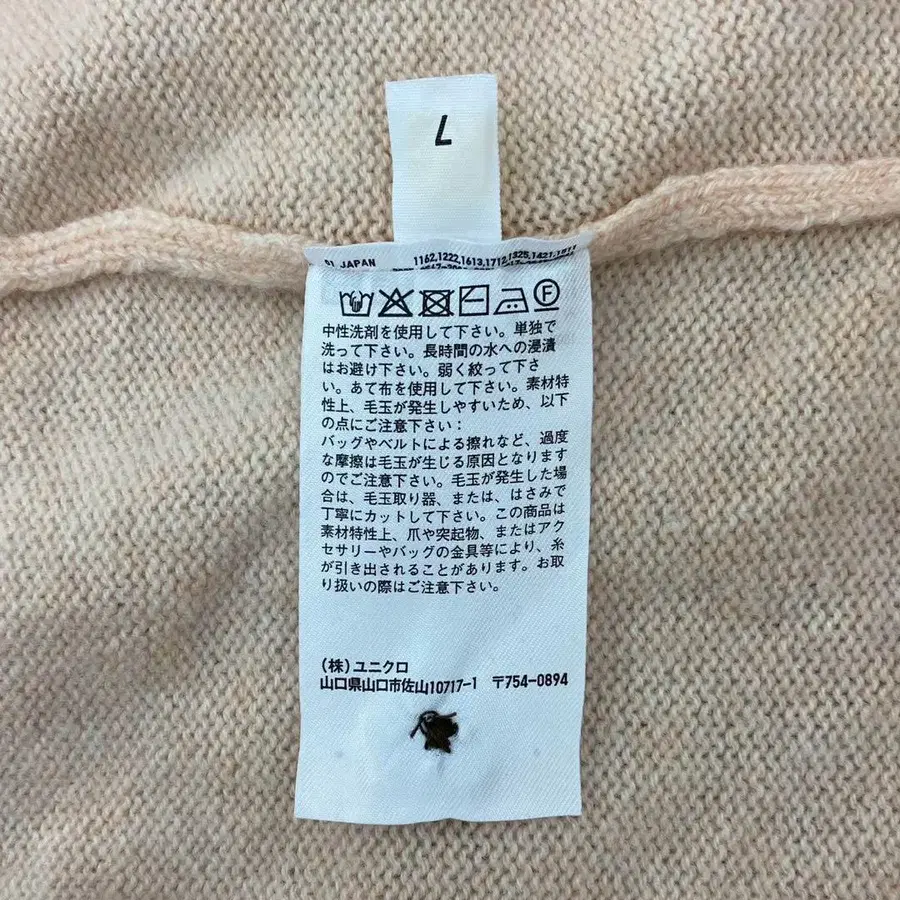 L
SI JAPAN 1162,1222,1613,1712,1325,1421,1511
中性洗剤を使用して下さい。単独で
洗って下さい。長時間の水への浸漬
はお避け下さい。弱く絞って下さ
い。あて布を使用して下さい。素材特
性上、毛玉が発生しやすいため、以下
の点にご注意下さい：
バッグやベルトによる擦れなど、過度
な摩擦は毛玉が生じる原因となります
のでご注意下さい。毛玉が発生した場
合は、毛玉取り器、または、はさみで
丁寧にカットして下さい。この商品は
素材特性上、爪や突起物、またはアク
セサリーやバッグの金具等により、糸
が引き出されることがあります。お取
り扱いの際はご注意下さい。
(株)ユニクロ
山口県山口市佐山10717-1 〒754-0894